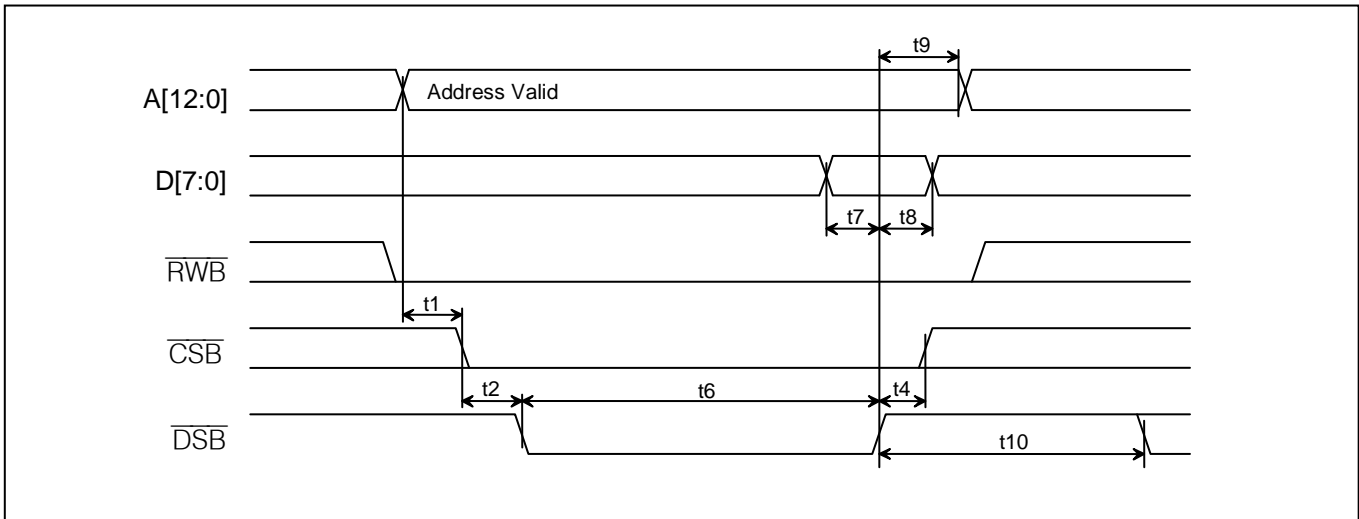 t9
A[12:0] Address Valid
D[7:0]
t7 t8
RWB
t1
CSB
t2 t6 t4
DSB
t10